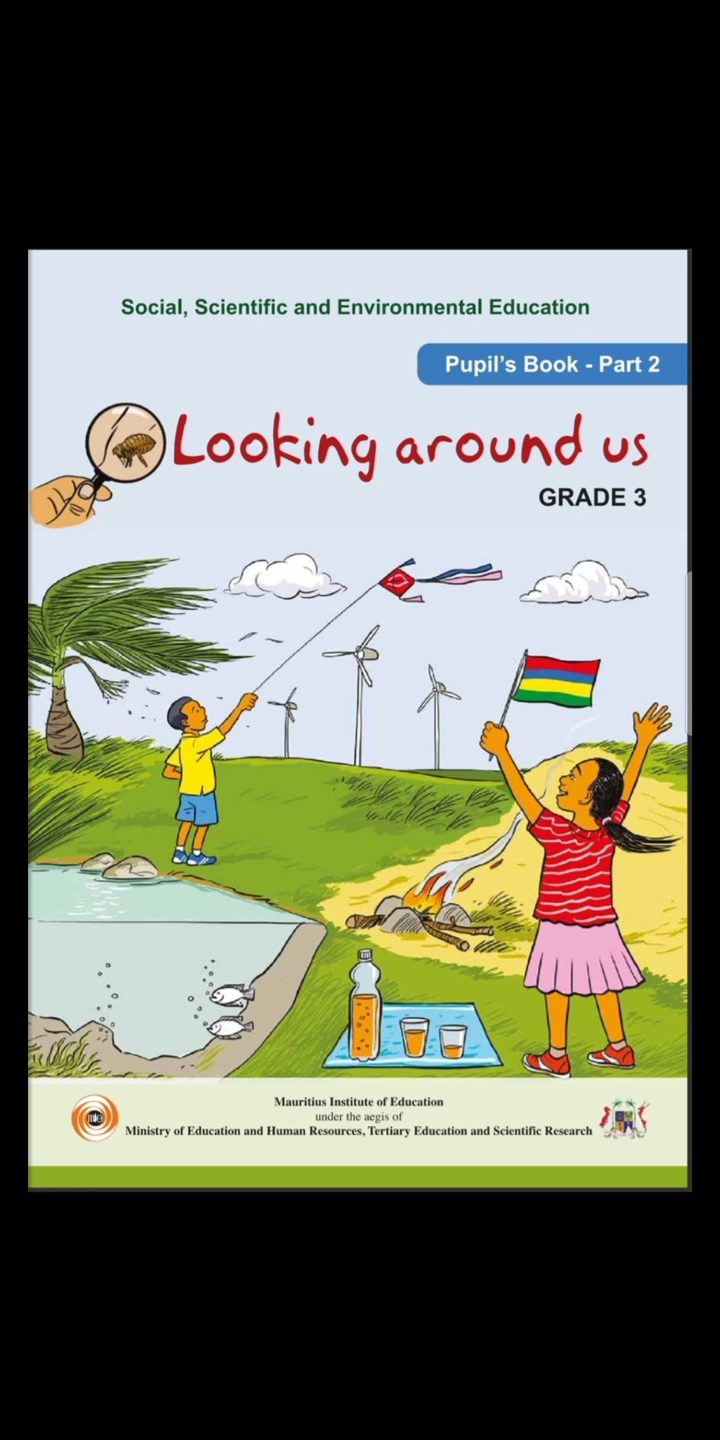 Social, Scientific and Environmental Education
Pupil's Book - Part 2
Looking around us
GRADE 3
Mauritius Institute of Education
under the aegis of
Ministry of Education and Human Resources, Tertiary Education and Scientific Research
mie